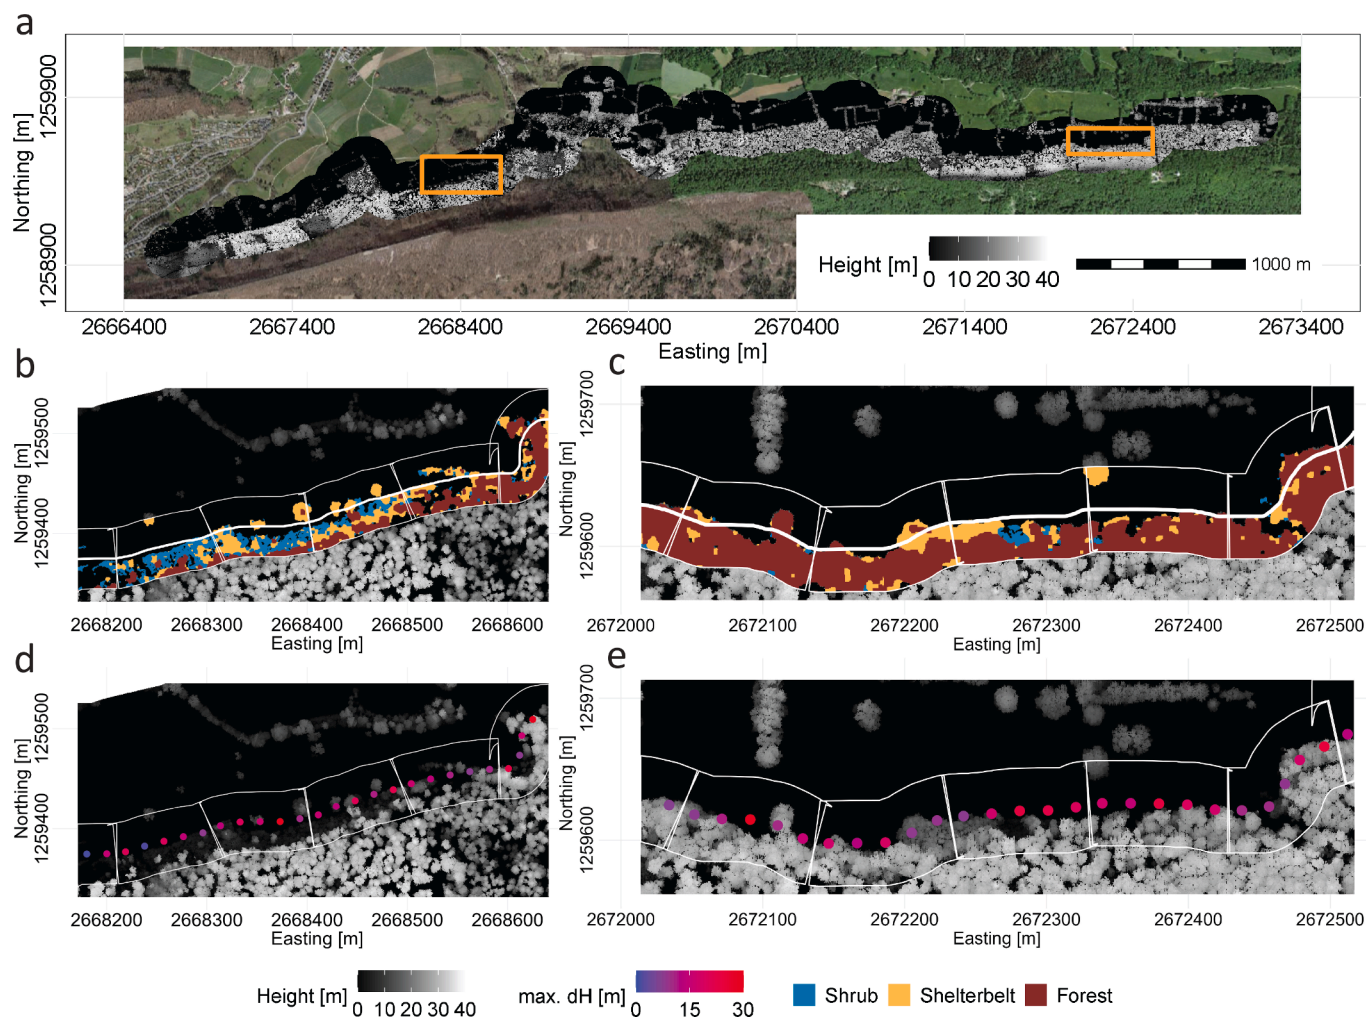 a
Northing [m]
1259900
1258900
Height [m]
0 10 20 30 40
1000 m
2666400 2667400 2668400 2669400 2670400 2671400 2672400 2673400
Easting [m]
b
Northing [m]
1259500
1259400
2668200 2668300 2668400 2668500 2668600
Easting [m]
c
Northing [m]
1259700
1259600
2672000 2672100 2672200 2672300 2672400 2672500
Easting [m]
d
Northing [m]
1259500
1259400
2668200 2668300 2668400 2668500 2668600
Easting [m]
e
Northing [m]
1259700
1259600
2672000 2672100 2672200 2672300 2672400 2672500
Easting [m]
Height [m]
0 10 20 30 40
max. dH [m]
0 15 30
Shrub Shelterbelt Forest